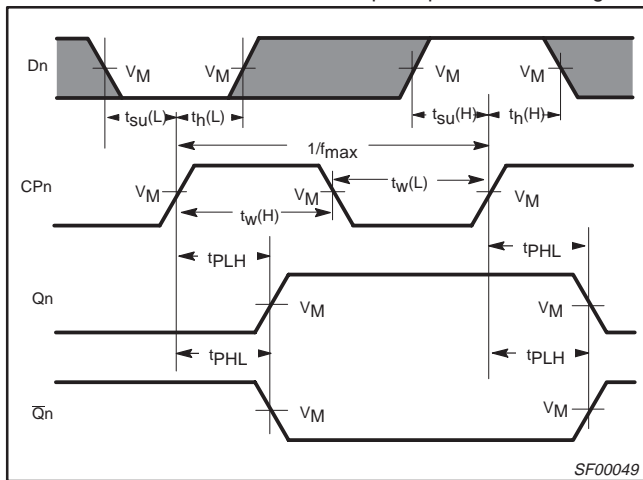 Dn
VM VM VM VM
tsu(L) th(L) tsu(H) th(H)
1/fmax
CPn
VM VM VM
tw(H) tw(L)
tPLH tPHL
Qn
VM VM
tPHL tPLH
Q̅n
VM VM
SF00049